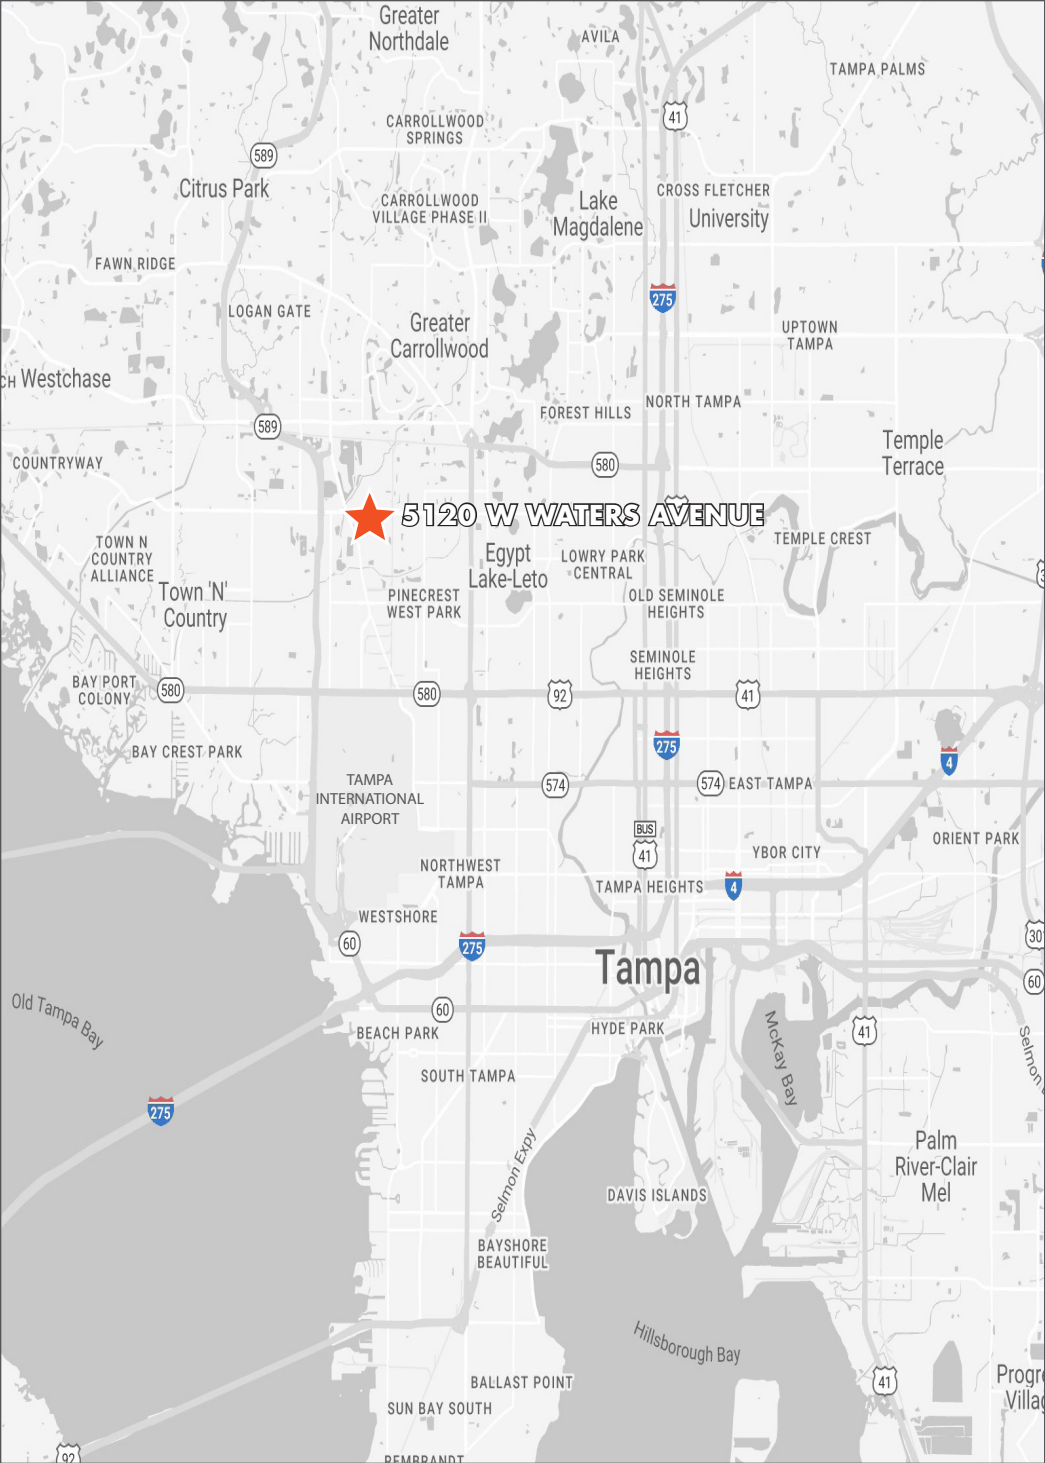 Greater
Northdale
AVILA
TAMPA PALMS
41
CARROLLWOOD
SPRINGS
589
Citrus Park
CROSS FLETCHER
CARROLLWOOD
VILLAGE PHASE II
Lake
Magdalene
University
FAWN RIDGE
275
LOGAN GATE
Greater
Carrollwood
UPTOWN
TAMPA
CH Westchase
NORTH TAMPA
FOREST HILLS
589
Temple
Terrace
COUNTRYWAY
580
5120 W WATERS AVENUE
TEMPLE CREST
TOWN N
COUNTRY
ALLIANCE
Egypt
Lake-Leto
LOWRY PARK
CENTRAL
Town 'N'
Country
PINECREST
WEST PARK
OLD SEMINOLE
HEIGHTS
SEMINOLE
HEIGHTS
BAY PORT
COLONY
580
580
92
41
BAY CREST PARK
275
4
TAMPA
INTERNATIONAL
AIRPORT
574
574
EAST TAMPA
BUS
41
ORIENT PARK
YBOR CITY
NORTHWEST
TAMPA
TAMPA HEIGHTS
4
WESTSHORE
60
275
301
Tampa
60
Old Tampa Bay
60
BEACH PARK
HYDE PARK
41
McKay Bay
Selmon
SOUTH TAMPA
275
Selmon Expy
Palm
River-Clair
Mel
DAVIS ISLANDS
BAYSHORE
BEAUTIFUL
Hillsborough Bay
BALLAST POINT
41
Progre
Villag
SUN BAY SOUTH
92
REMBRANDT